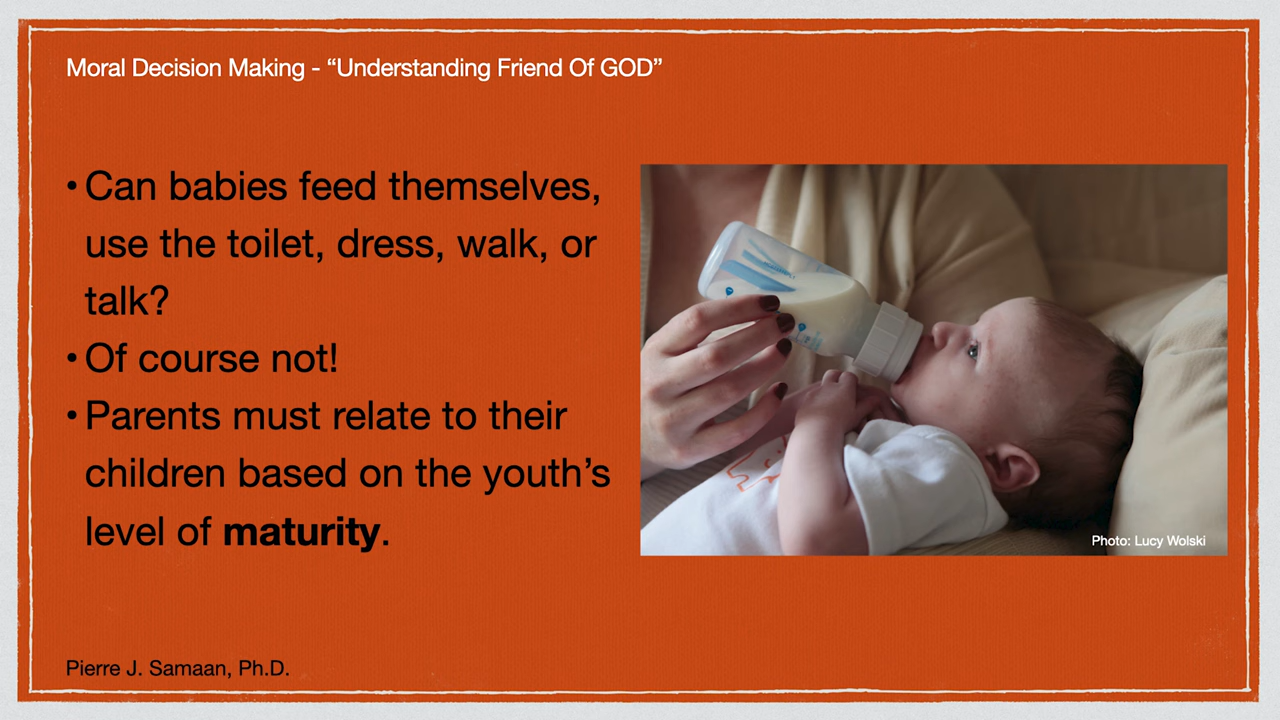 Moral Decision Making - “Understanding Friend Of GOD”
• Can babies feed themselves,
use the toilet, dress, walk, or
talk?
• Of course not!
• Parents must relate to their
children based on the youth’s
level of maturity.
Photo: Lucy Wolski
Pierre J. Samaan, Ph.D.